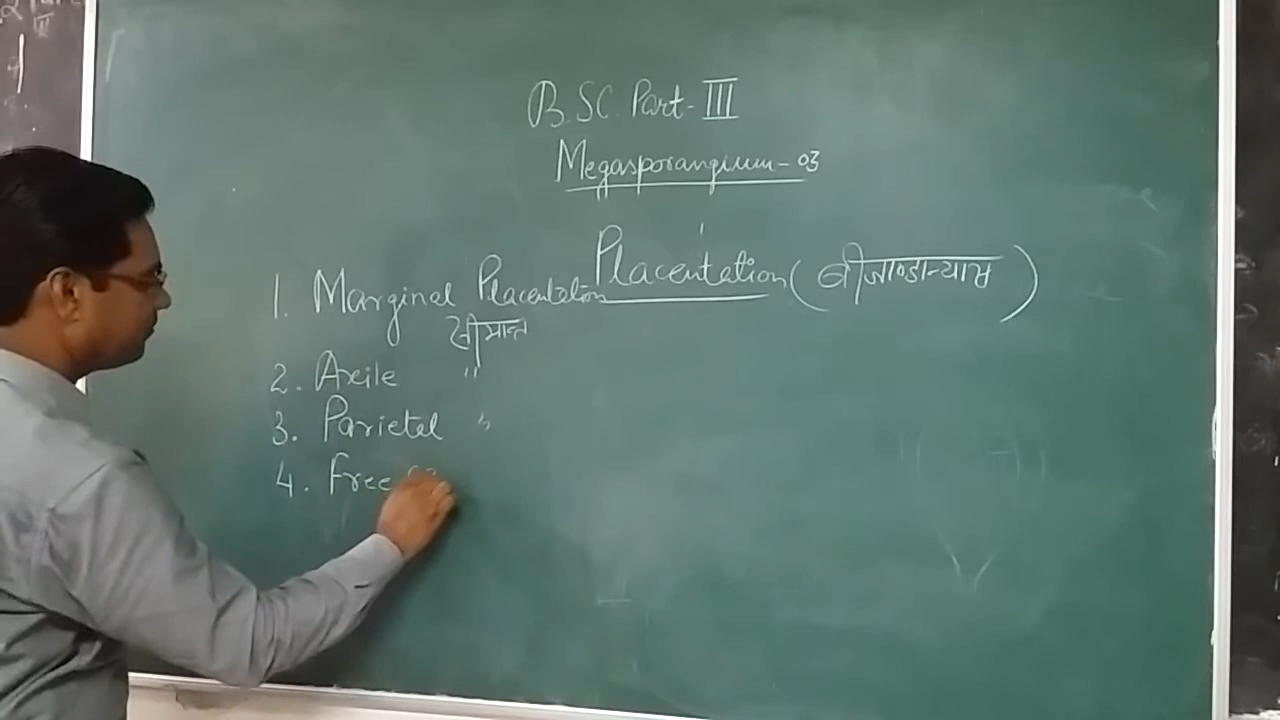 B.SC. Part-III
Megasporangium-03
Placentation (बीजाण्डान्यास)
1. Marginal Placentation
सीमान्त
2. Axile "
3. Parietal "
4. Free